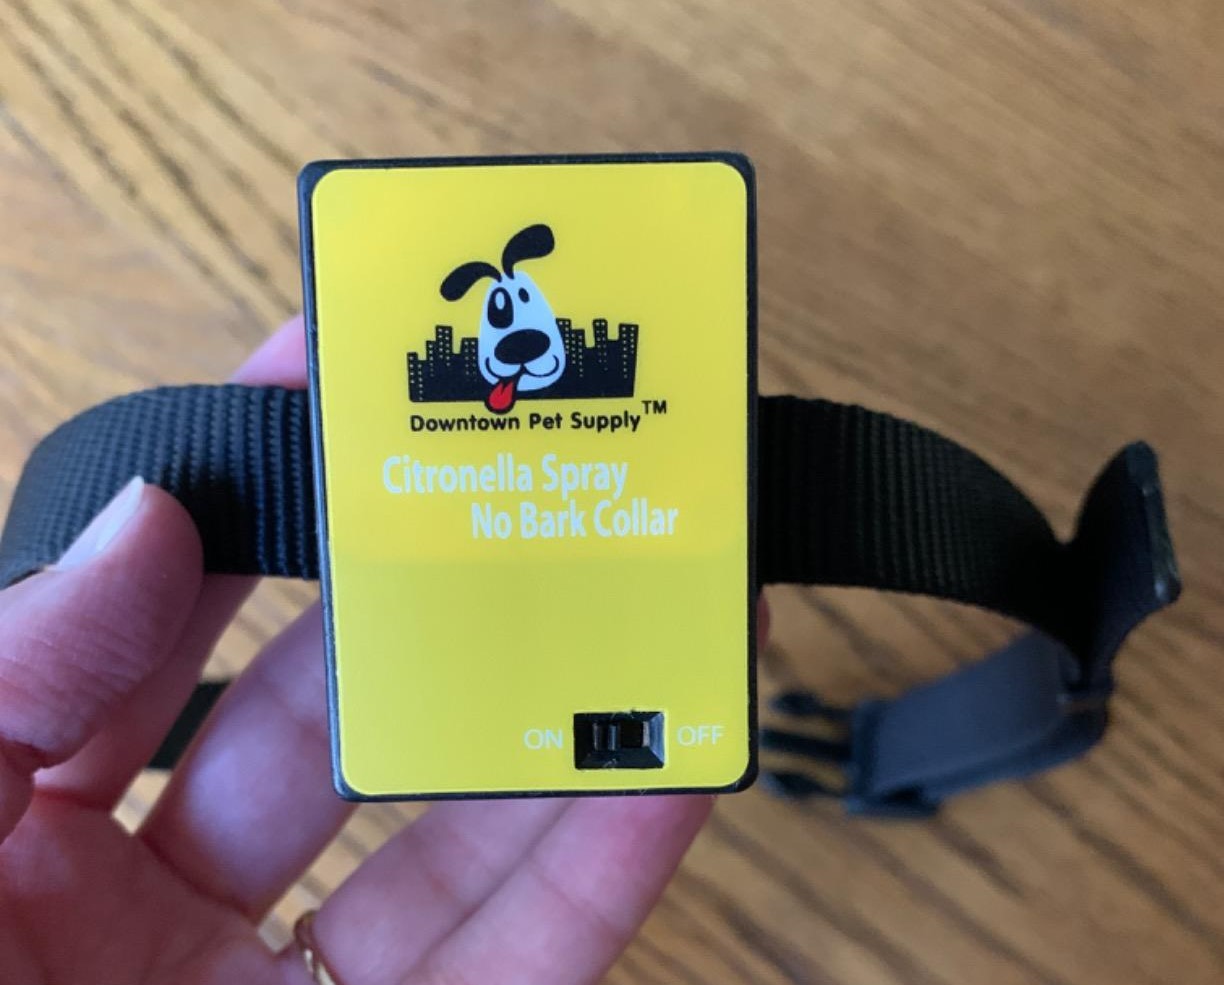 Downtown Pet Supply™
Citronella Spray
No Bark Collar
ON OFF